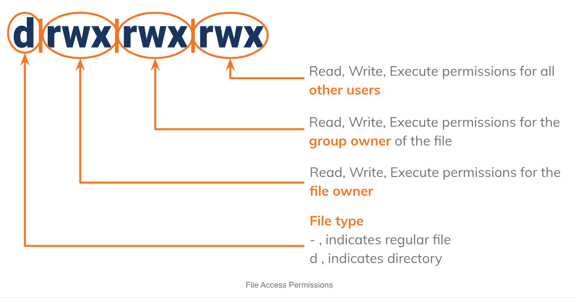 d|rwx|rwx|rwx
Read, Write, Execute permissions for all
other users
Read, Write, Execute permissions for the
group owner of the file
Read, Write, Execute permissions for the
file owner
File type
- , indicates regular file
d , indicates directory
File Access Permissions